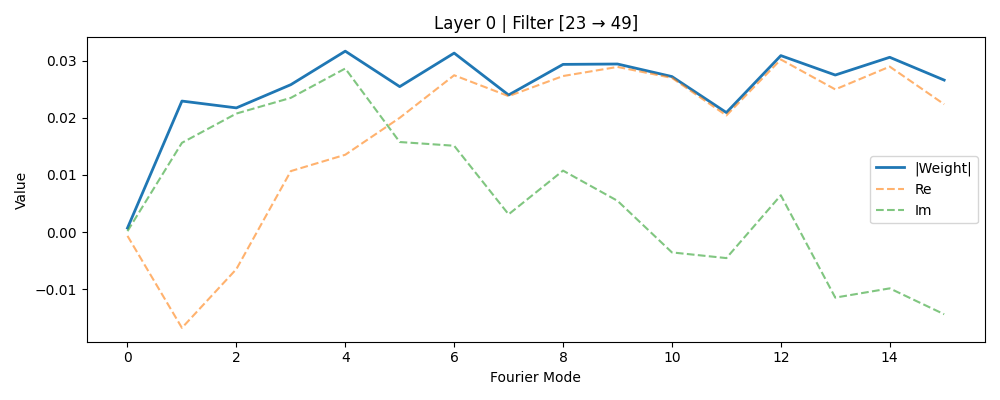 Layer 0 | Filter [23 → 49]
Value
0.03
0.02
0.01
0.00
−0.01
|Weight|
Re
Im
0 2 4 6 8 10 12 14
Fourier Mode